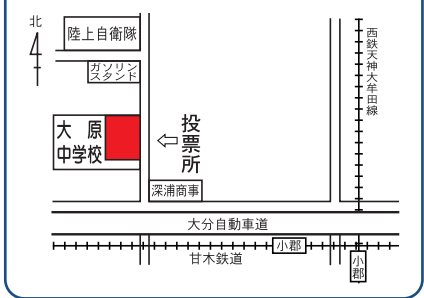 北
陸上自衛隊
ガソリン
スタンド
西鉄天神大牟田線
大原
中学校
投票所
深浦商事
大分自動車道
小郡
甘木鉄道
小郡